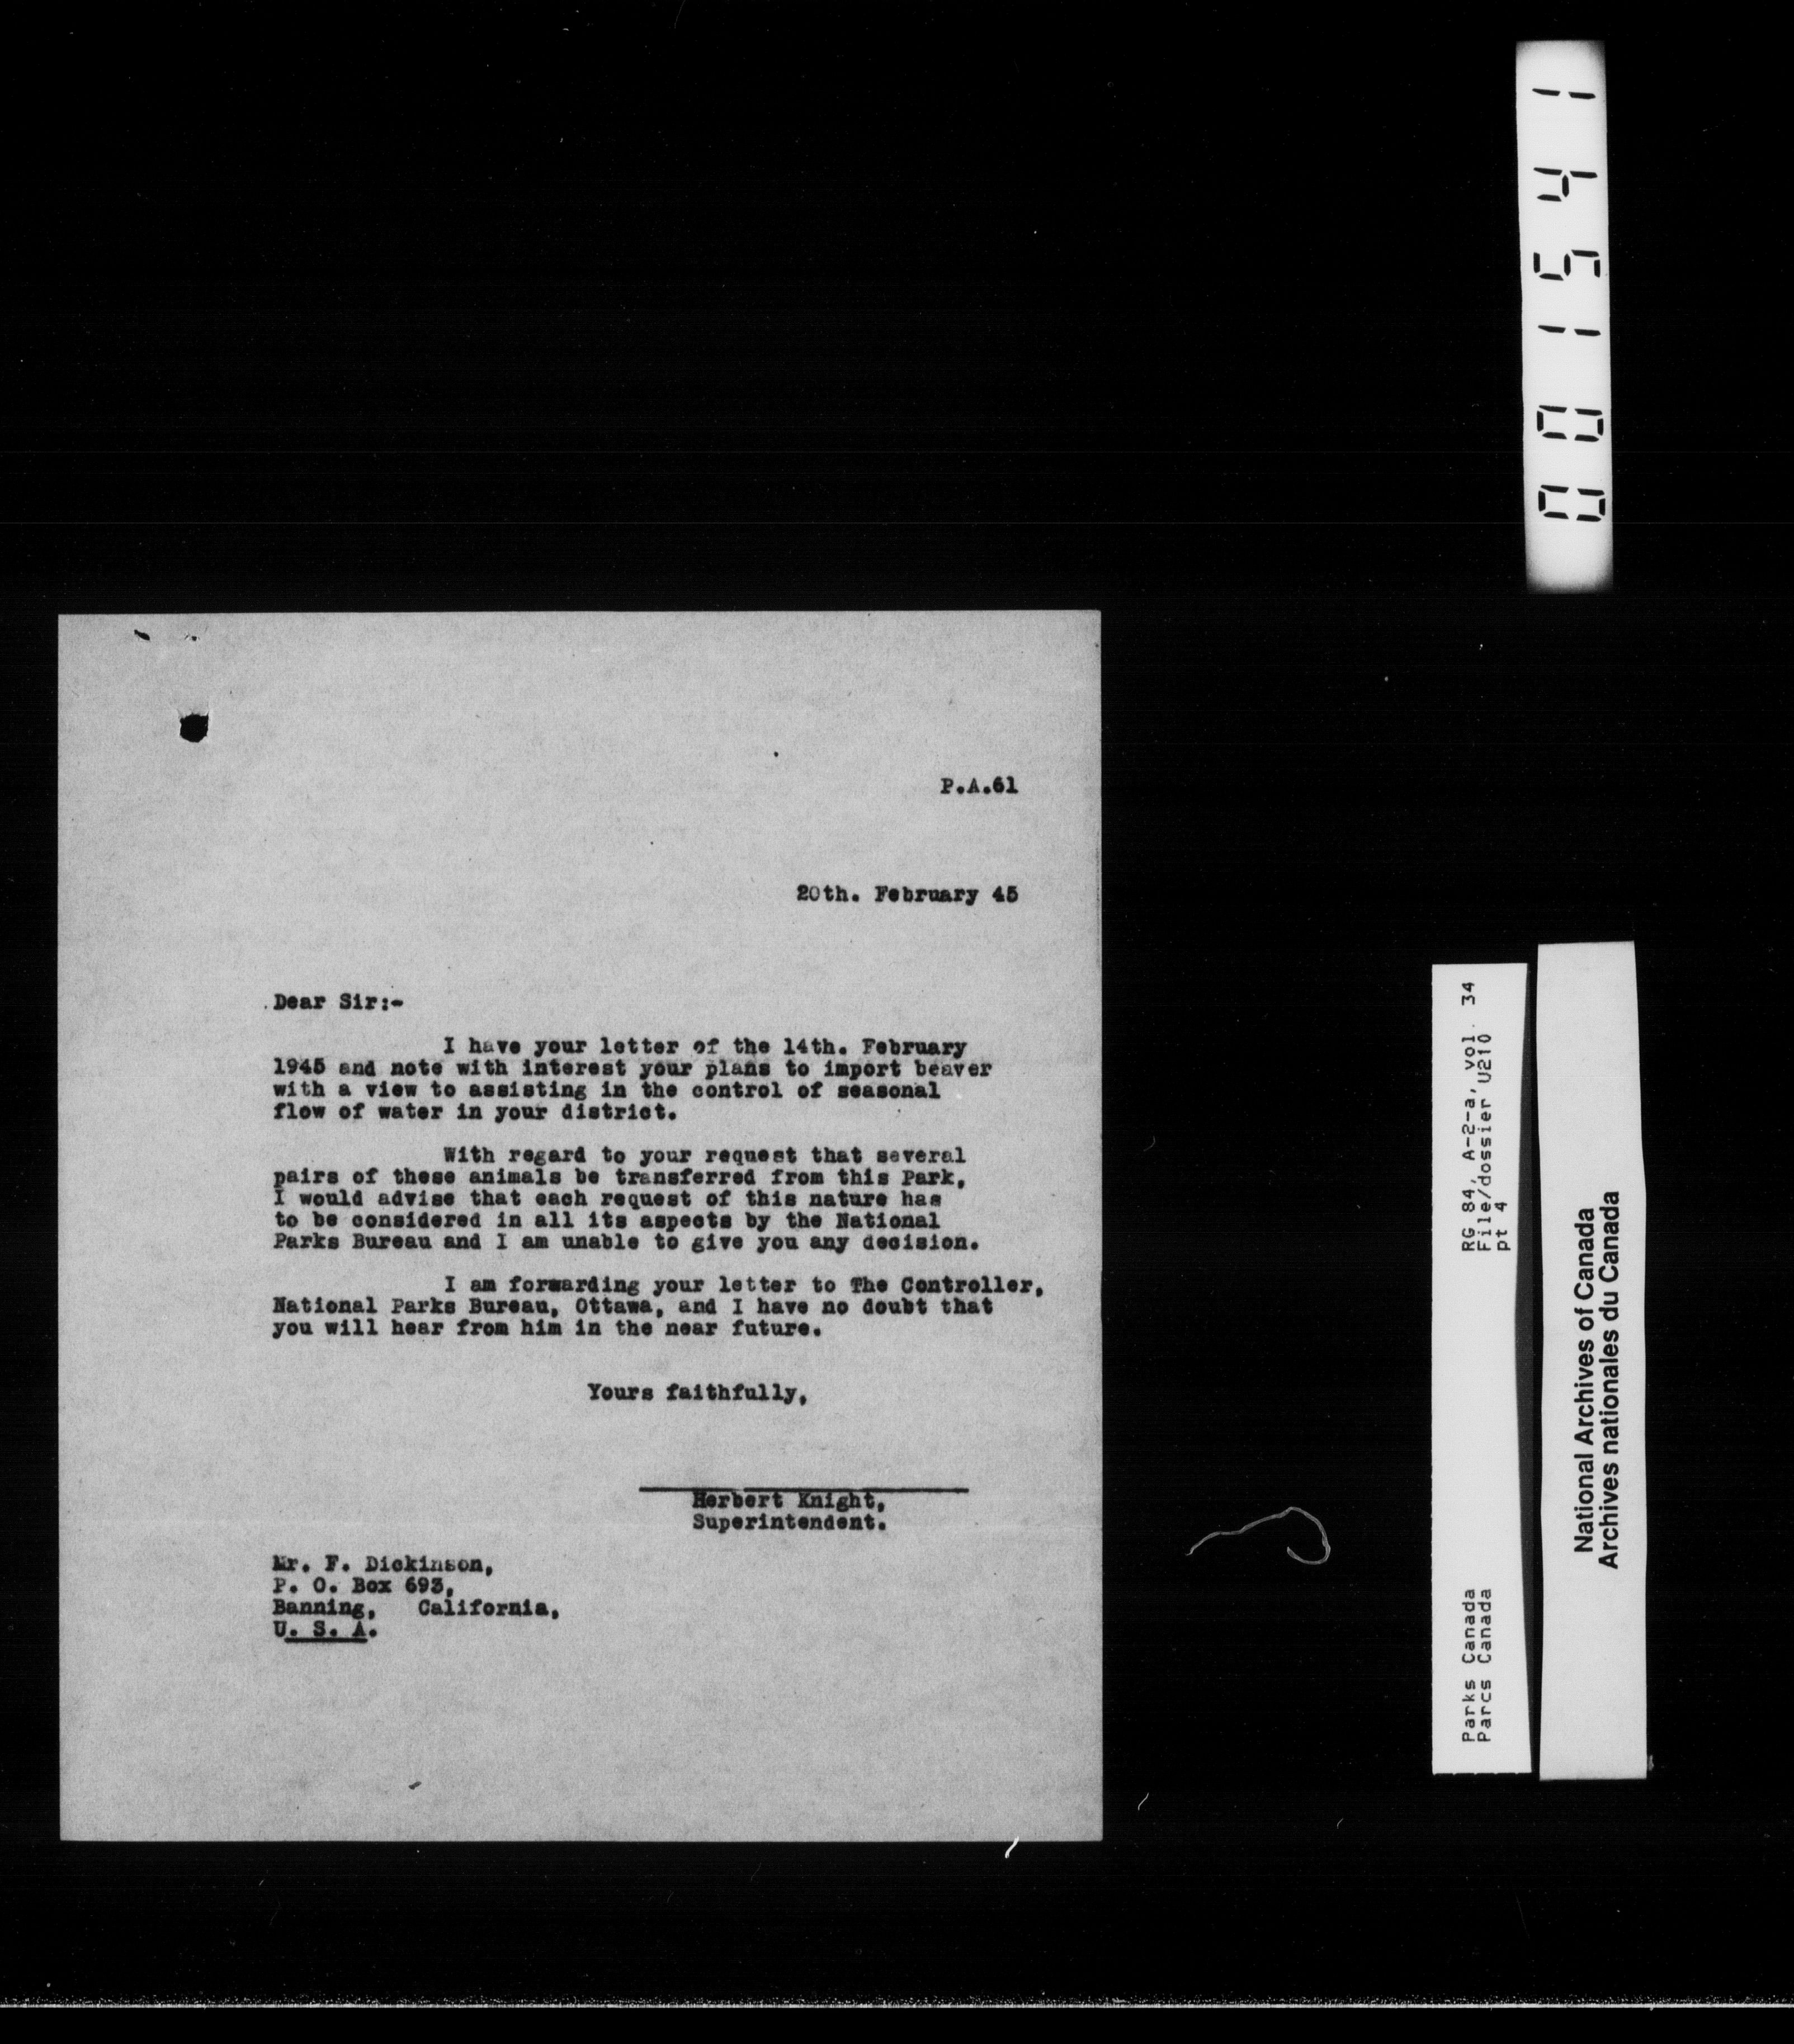 P.A.61
20th. February 45
Dear Sir:-
I have your letter of the 14th. February
1945 and note with interest your plans to import beaver
with a view to assisting in the control of seasonal
flow of water in your district.
With regard to your request that several
pairs of these animals be transferred from this Park,
I would advise that each request of this nature has
to be considered in all its aspects by the National
Parks Bureau and I am unable to give you any decision.
I am forwarding your letter to The Controller,
National Parks Bureau, Ottawa, and I have no doubt that
you will hear from him in the near future.
Yours faithfully,
Herbert Knight,
Superintendent.
Mr. F. Dickinson,
P. O. Box 693,
Banning, California,
U. S. A.
001541
Parks Canada RG 84, A-2-a, vol. 34
Parcs Canada File/dossier U210
pt 4
National Archives of Canada
Archives nationales du Canada